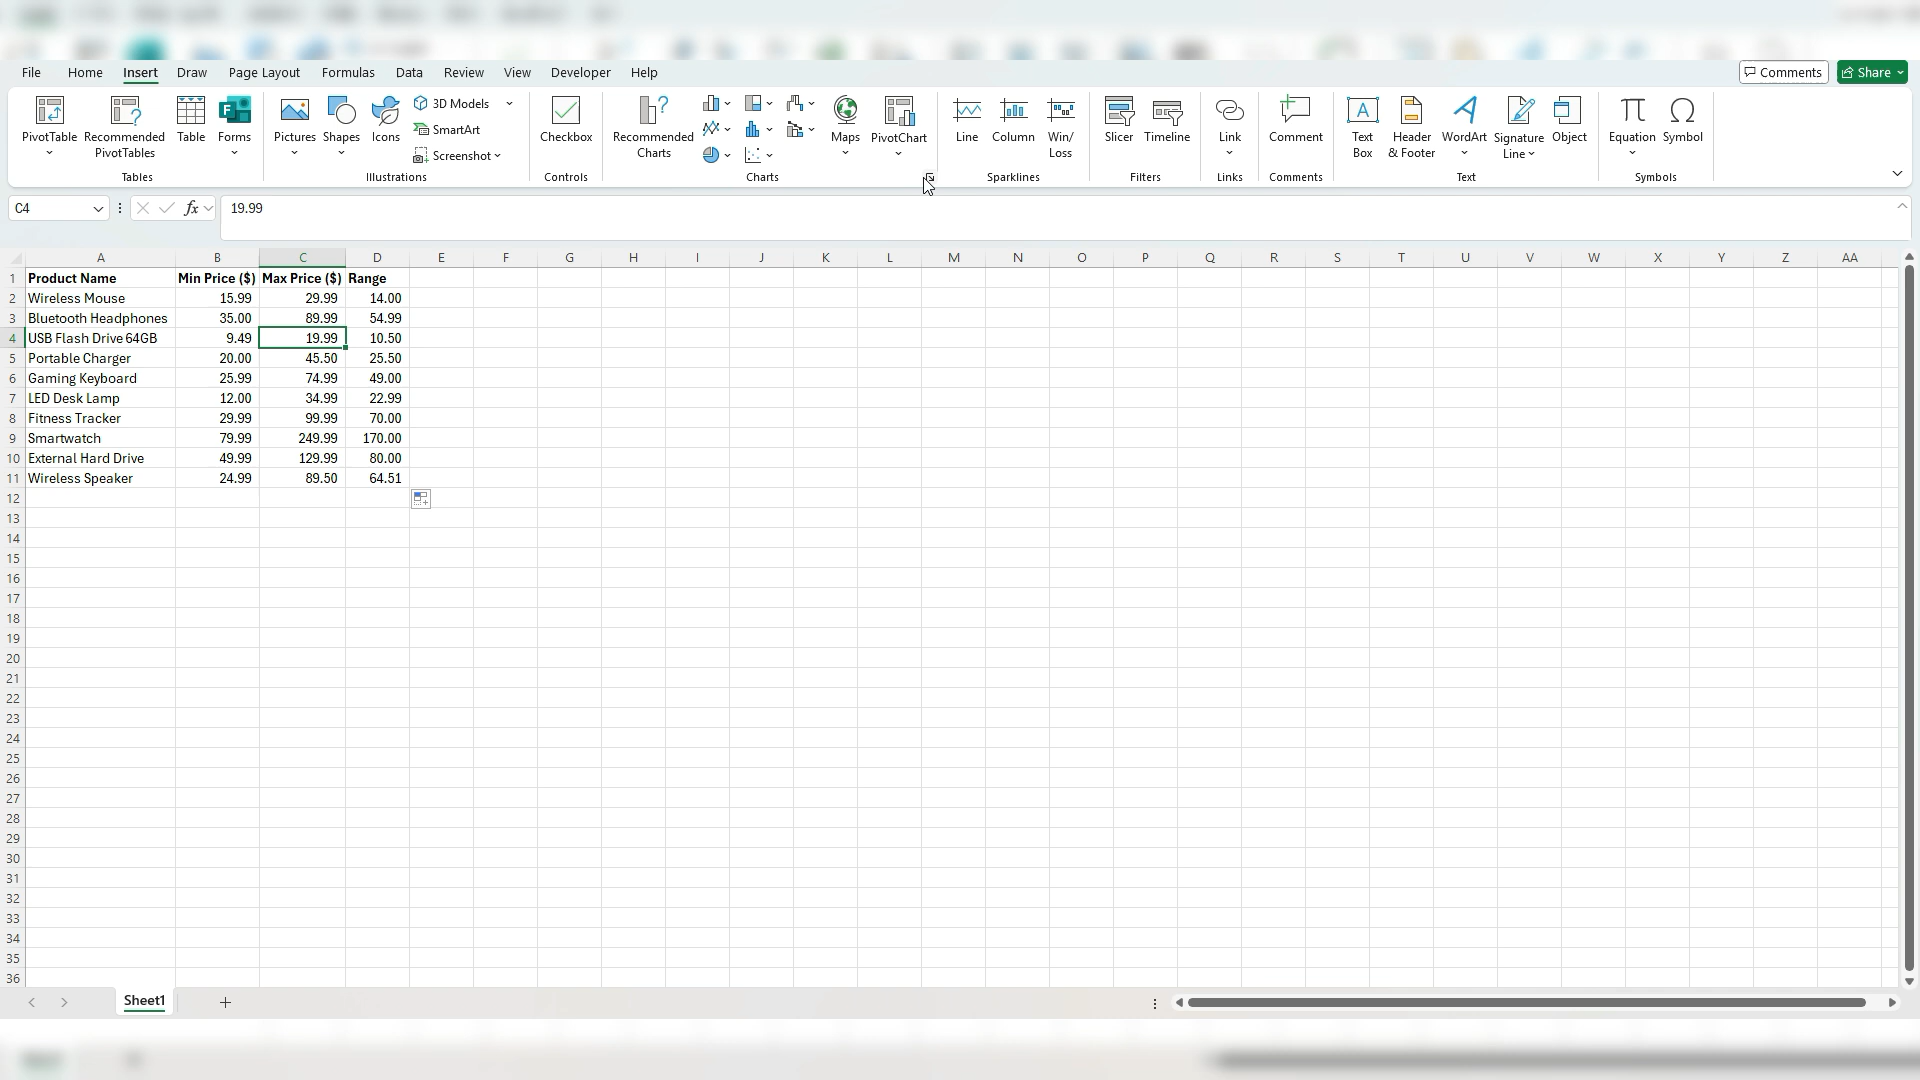 File Home Insert Draw Page Layout Formulas Data Review View Developer Help Comments Share
PivotTable Recommended PivotTables Table Forms Pictures Shapes Icons 3D Models SmartArt Screenshot Checkbox Recommended Charts Maps PivotChart Line Column Win/Loss Slicer Timeline Link Comment Text Box Header & Footer WordArt Signature Line Object Equation Symbol
Tables Illustrations Controls Charts Sparklines Filters Links Comments Text Symbols
C4 fx 19.99
A B C D E F G H I J K L M N O P Q R S T U V W X Y Z AA
1 Product Name Min Price ($) Max Price ($) Range
2 Wireless Mouse 15.99 29.99 14.00
3 Bluetooth Headphones 35.00 89.99 54.99
4 USB Flash Drive 64GB 9.49 19.99 10.50
5 Portable Charger 20.00 45.50 25.50
6 Gaming Keyboard 25.99 74.99 49.00
7 LED Desk Lamp 12.00 34.99 22.99
8 Fitness Tracker 29.99 99.99 70.00
9 Smartwatch 79.99 249.99 170.00
10 External Hard Drive 49.99 129.99 80.00
11 Wireless Speaker 24.99 89.50 64.51
12
13
14
15
16
17
18
19
20
21
22
23
24
25
26
27
28
29
30
31
32
33
34
35
36
Sheet1